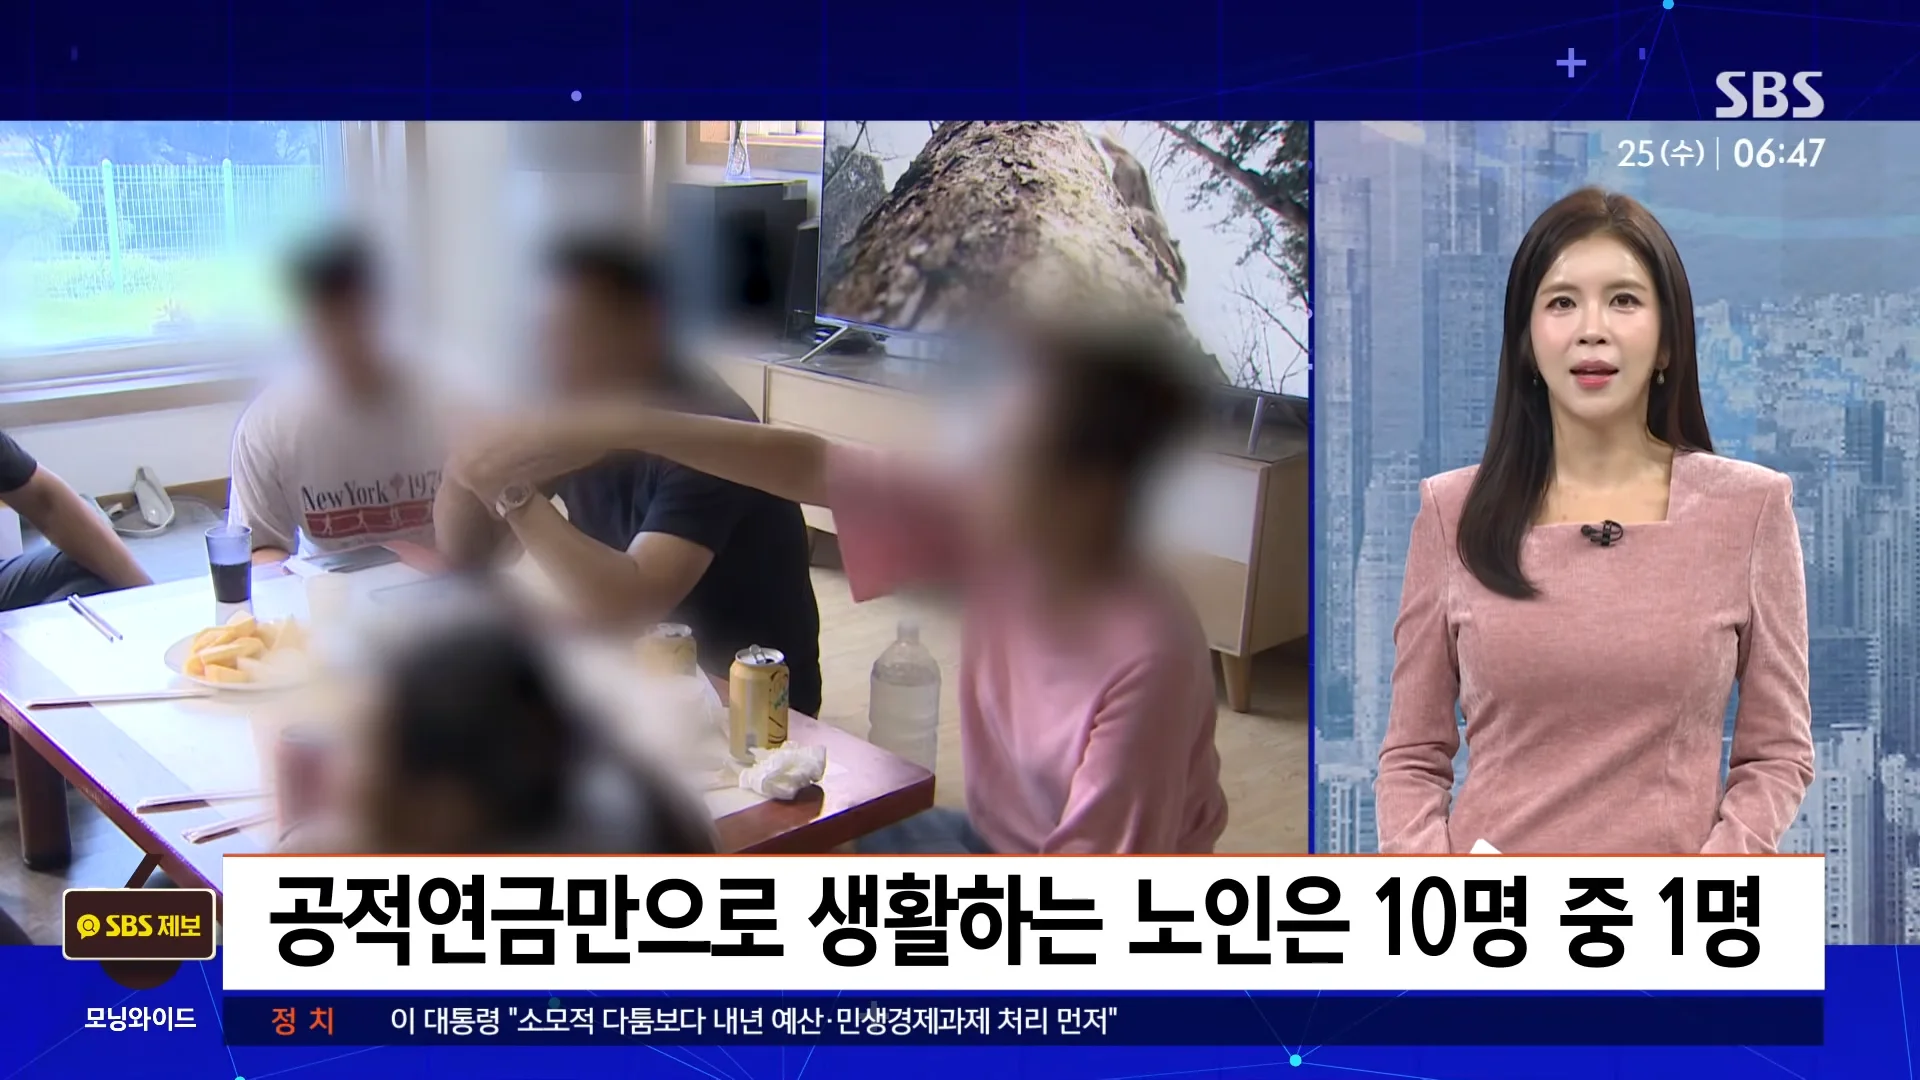 SBS
25(수) | 06:47
New York 1979
SBS 제보
공적연금만으로 생활하는 노인은 10명 중 1명
모닝와이드
정 치 이 대통령 "소모적 다툼보다 내년 예산·민생경제과제 처리 먼저"